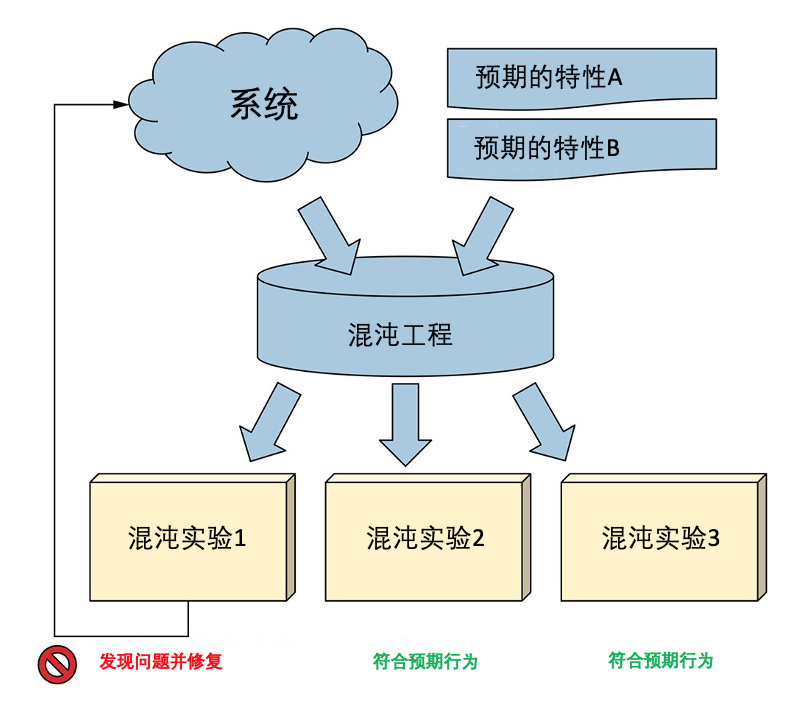 系统
预期的特性A
预期的特性B
混沌工程
混沌实验1
混沌实验2
混沌实验3
发现问题并修复
符合预期行为
符合预期行为